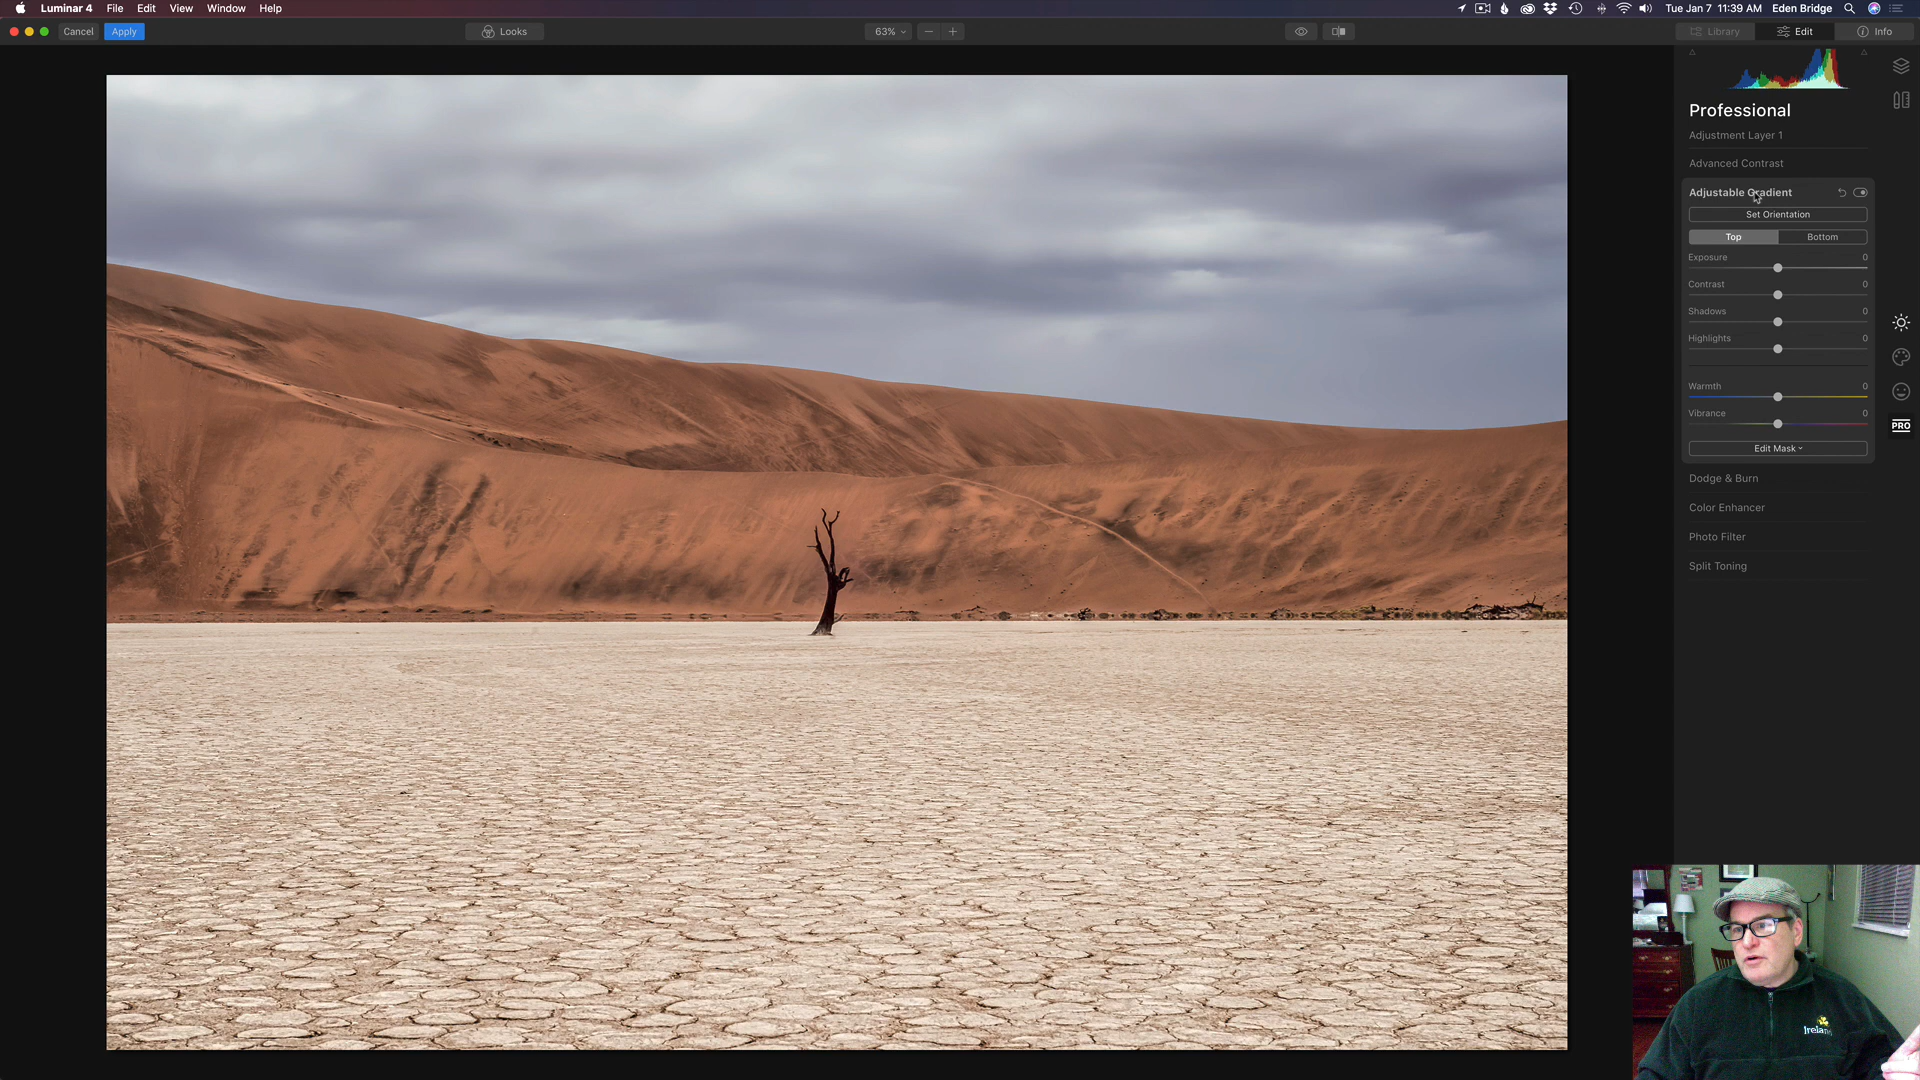 Luminar 4 File Edit View Window Help Tue Jan 7 11:39 AM Eden Bridge
Cancel Apply Looks 63% Library Edit Info
Professional
Adjustment Layer 1
Advanced Contrast
Adjustable Gradient
Set Orientation
Top Bottom
Exposure 0
Contrast 0
Shadows 0
Highlights 0
Warmth 0
Vibrance 0
PRO
Edit Mask
Dodge & Burn
Color Enhancer
Photo Filter
Split Toning
Ireland